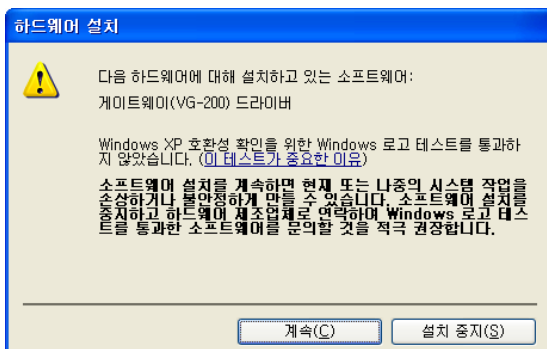 하드웨어 설치
다음 하드웨어에 대해 설치하고 있는 소프트웨어:
게이트웨이(VG-200) 드라이버
Windows XP 호환성 확인을 위한 Windows 로고 테스트를 통과하
지 않았습니다. (이 테스트가 중요한 이유)
소프트웨어 설치를 계속하면 현재 또는 나중의 시스템 작업을
손상하거나 불안정하게 만들 수 있습니다. 소프트웨어 설치를
중지하고 하드웨어 제조업체로 연락하여 Windows 로고 테스
트를 통과한 소프트웨어를 문의할 것을 적극 권장합니다.
계속(C)
설치 중지(S)